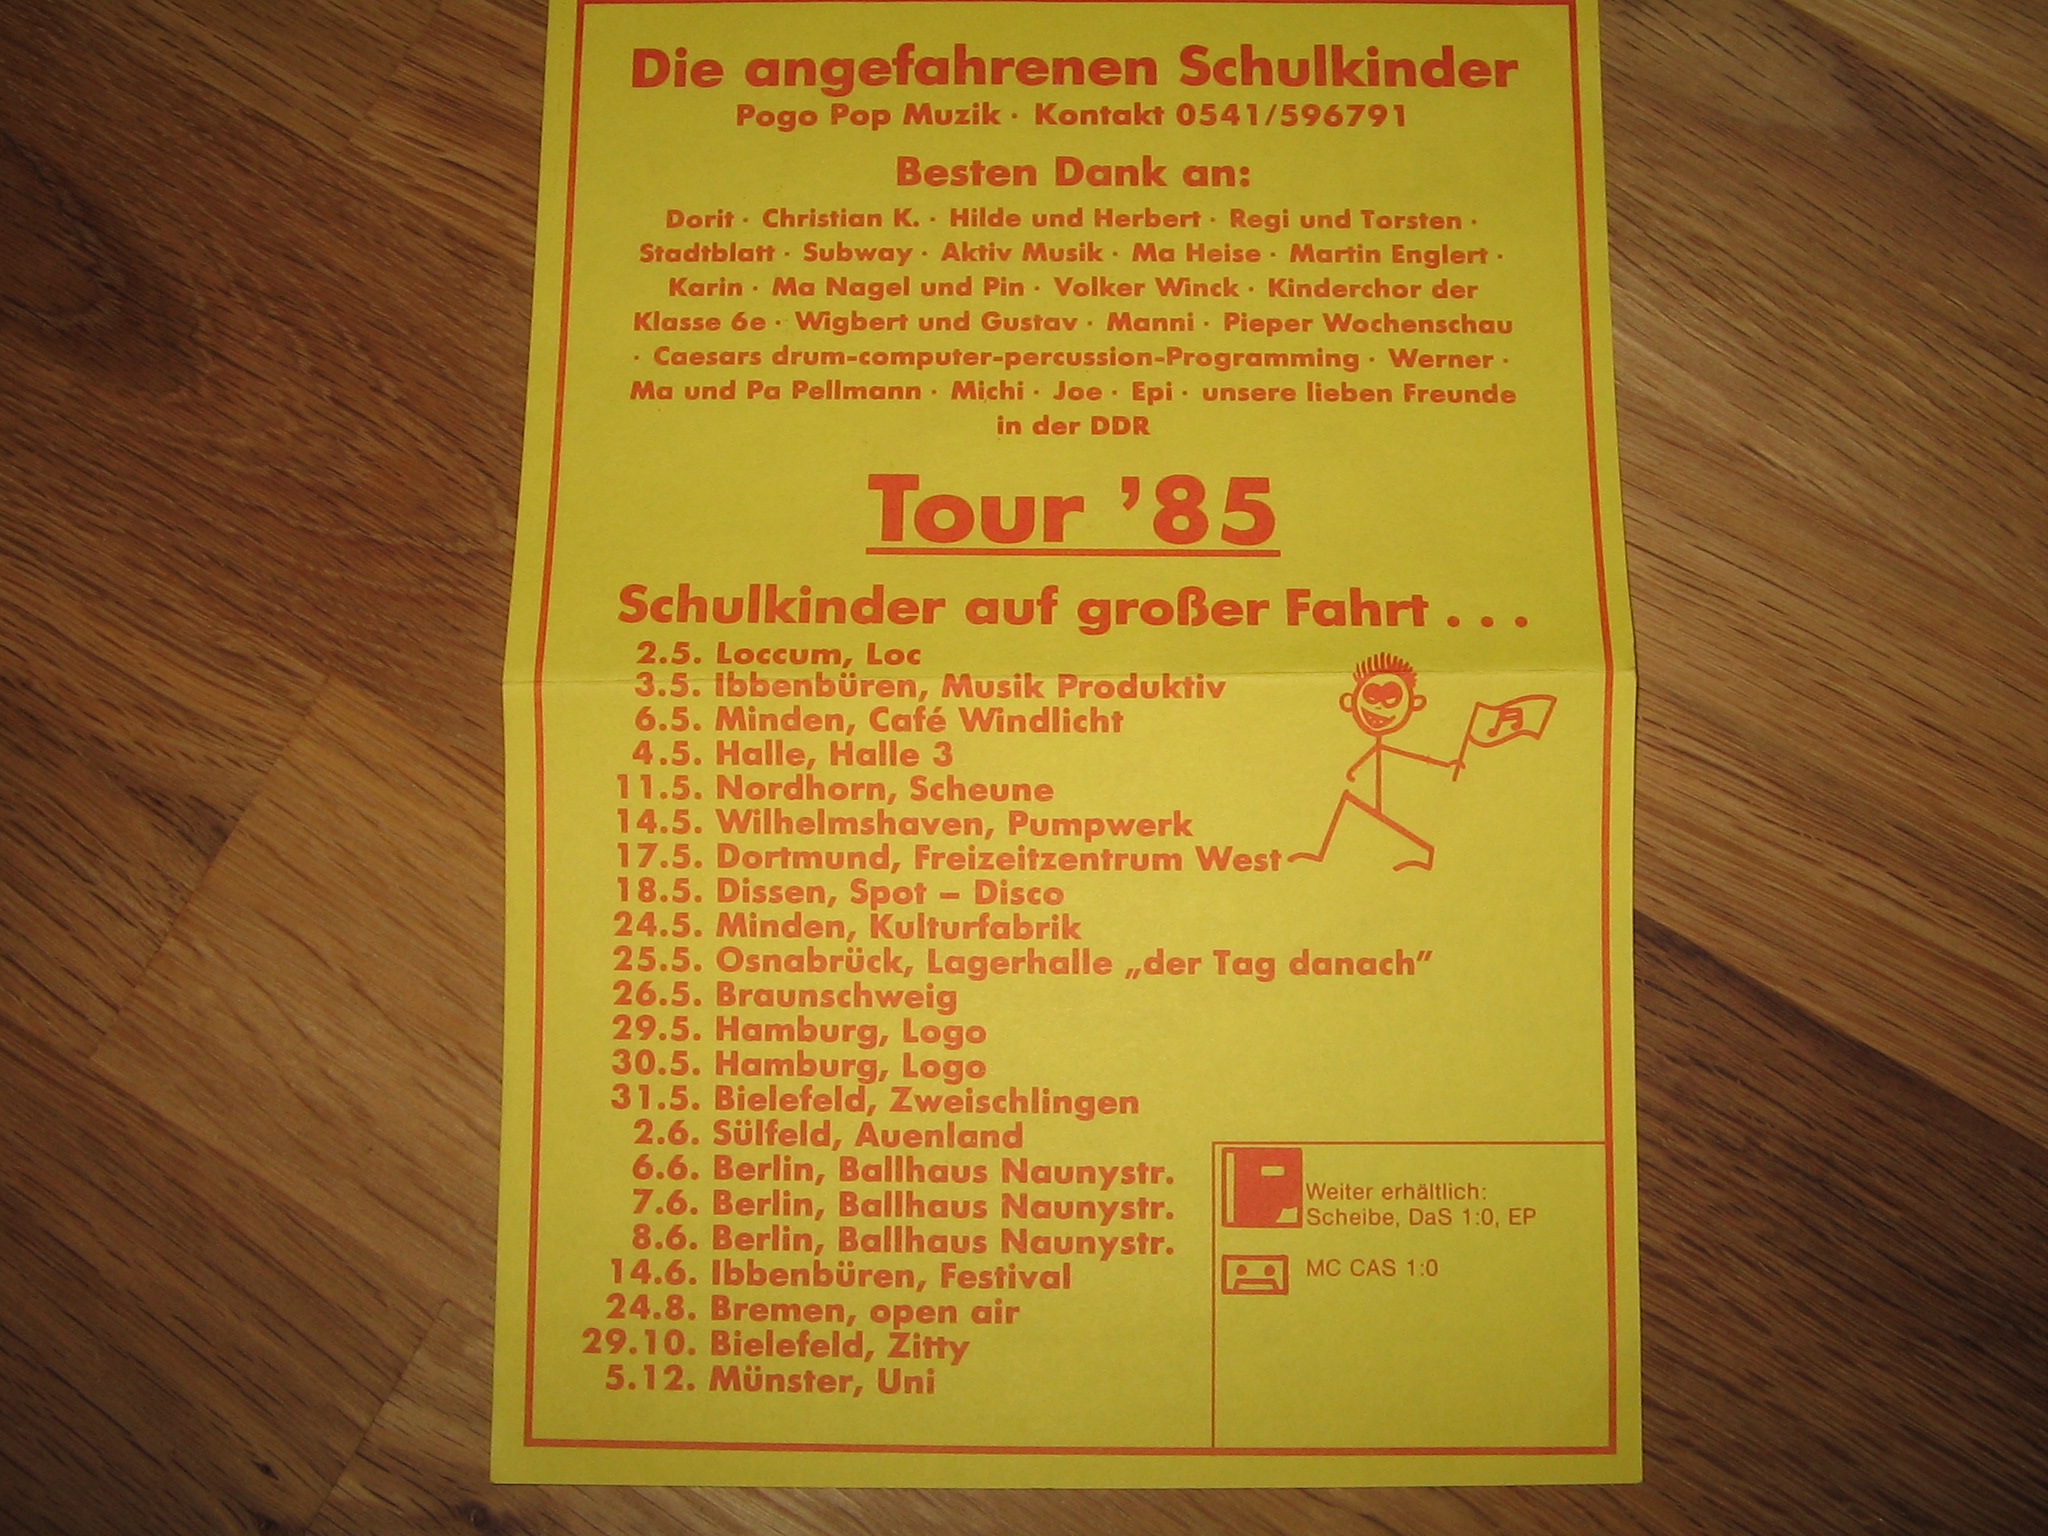 Die angefahrenen Schulkinder
Pogo Pop Muzik · Kontakt 0541/596791
Besten Dank an:
Dorit · Christian K. · Hilde und Herbert · Regi und Torsten ·
Stadtblatt · Subway · Aktiv Musik · Ma Heise · Martin Englert ·
Karin · Ma Nagel und Pin · Volker Winck · Kinderchor der
Klasse 6e · Wigbert und Gustav · Manni · Pieper Wochenschau
· Caesars drum-computer-percussion-Programming · Werner ·
Ma und Pa Pellmann · Michi · Joe · Epi · unsere lieben Freunde
in der DDR
Tour ’85
Schulkinder auf großer Fahrt . . .
2.5. Loccum, Loc
3.5. Ibbenbüren, Musik Produktiv
6.5. Minden, Café Windlicht
4.5. Halle, Halle 3
11.5. Nordhorn, Scheune
14.5. Wilhelmshaven, Pumpwerk
17.5. Dortmund, Freizeitzentrum West
18.5. Dissen, Spot – Disco
24.5. Minden, Kulturfabrik
25.5. Osnabrück, Lagerhalle „der Tag danach”
26.5. Braunschweig
29.5. Hamburg, Logo
30.5. Hamburg, Logo
31.5. Bielefeld, Zweischlingen
2.6. Sülfeld, Auenland
6.6. Berlin, Ballhaus Naunystr.
7.6. Berlin, Ballhaus Naunystr.
8.6. Berlin, Ballhaus Naunystr.
14.6. Ibbenbüren, Festival
24.8. Bremen, open air
29.10. Bielefeld, Zitty
5.12. Münster, Uni
Weiter erhältlich:
Scheibe, DaS 1:0, EP
MC CAS 1:0